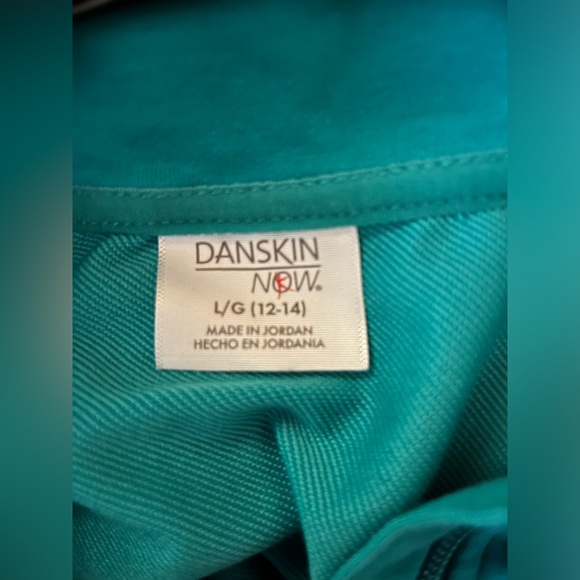 DANSKIN
NOW®
L/G (12-14)
MADE IN JORDAN
HECHO EN JORDANIA